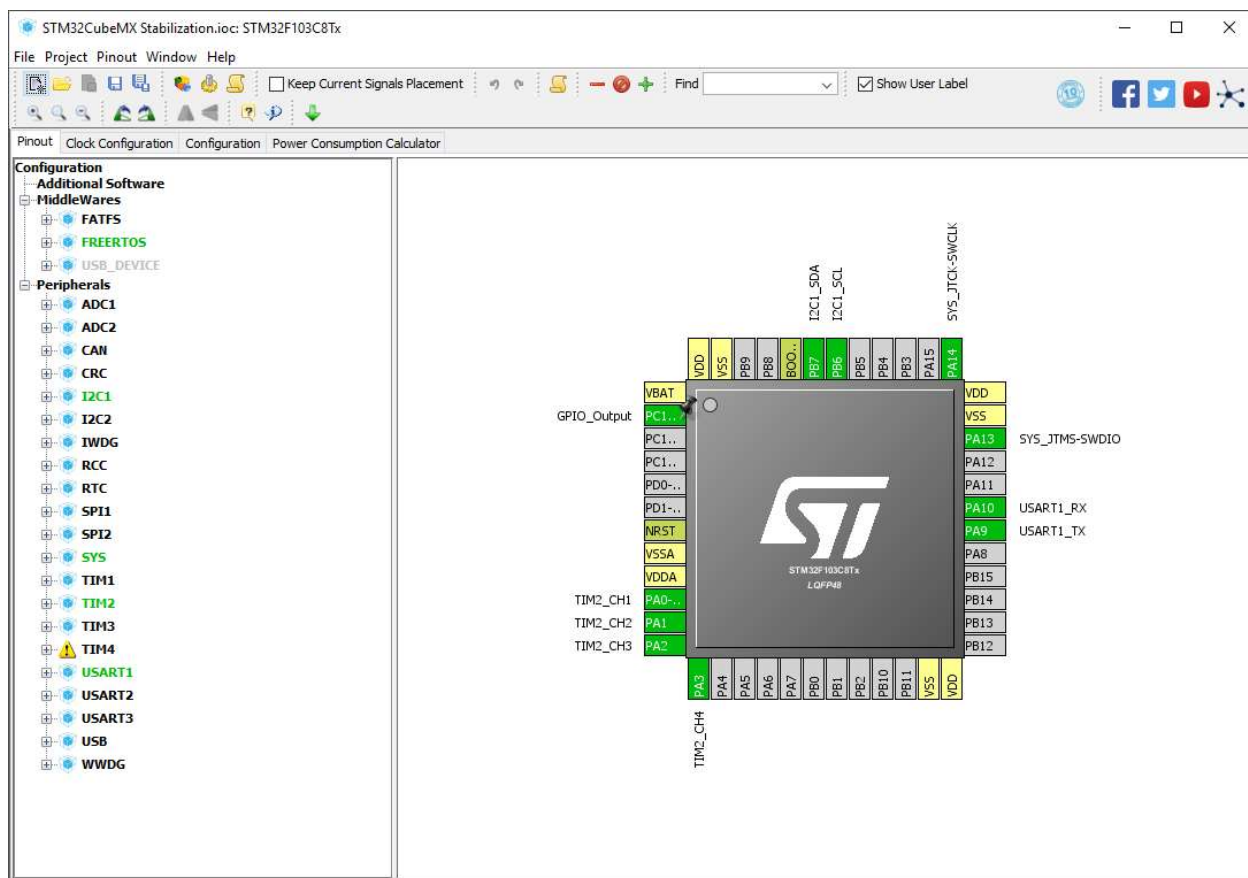 STM32CubeMX Stabilization.ioc: STM32F103C8Tx
File Project Pinout Window Help
Keep Current Signals Placement Find Show User Label
19
Pinout Clock Configuration Configuration Power Consumption Calculator
Configuration
Additional Software
MiddleWares
FATFS
FREERTOS
USB_DEVICE
Peripherals
ADC1
ADC2
CAN
CRC
I2C1
I2C2
IWDG
RCC
RTC
SPI1
SPI2
SYS
TIM1
TIM2
TIM3
TIM4
USART1
USART2
USART3
USB
WWDG
I2C1_SDA
I2C1_SCL
SYS_JTCK-SWCLK
VDD
VSS
PB9
PB8
BOO..
PB7
PB6
PB5
PB4
PB3
PA15
PA14
VBAT
GPIO_Output PC1..
PC1..
PC1..
PD0-..
PD1-..
NRST
VSSA
VDDA
TIM2_CH1 PA0-..
TIM2_CH2 PA1
TIM2_CH3 PA2
ST
STM32F103C8Tx
LQFP48
VDD
VSS
PA13 SYS_JTMS-SWDIO
PA12
PA11
PA10 USART1_RX
PA9 USART1_TX
PA8
PB15
PB14
PB13
PB12
PA3
PA4
PA5
PA6
PA7
PB0
PB1
PB2
PB10
PB11
VSS
VDD
TIM2_CH4